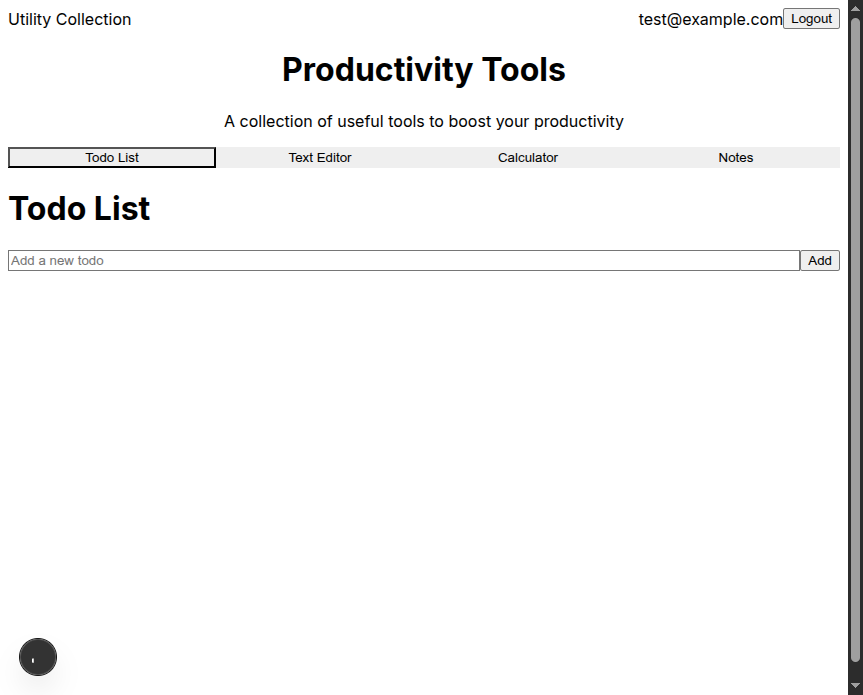 Utility Collection
test@example.com Logout
Productivity Tools
A collection of useful tools to boost your productivity
Todo List Text Editor Calculator Notes
Todo List
Add a new todo Add